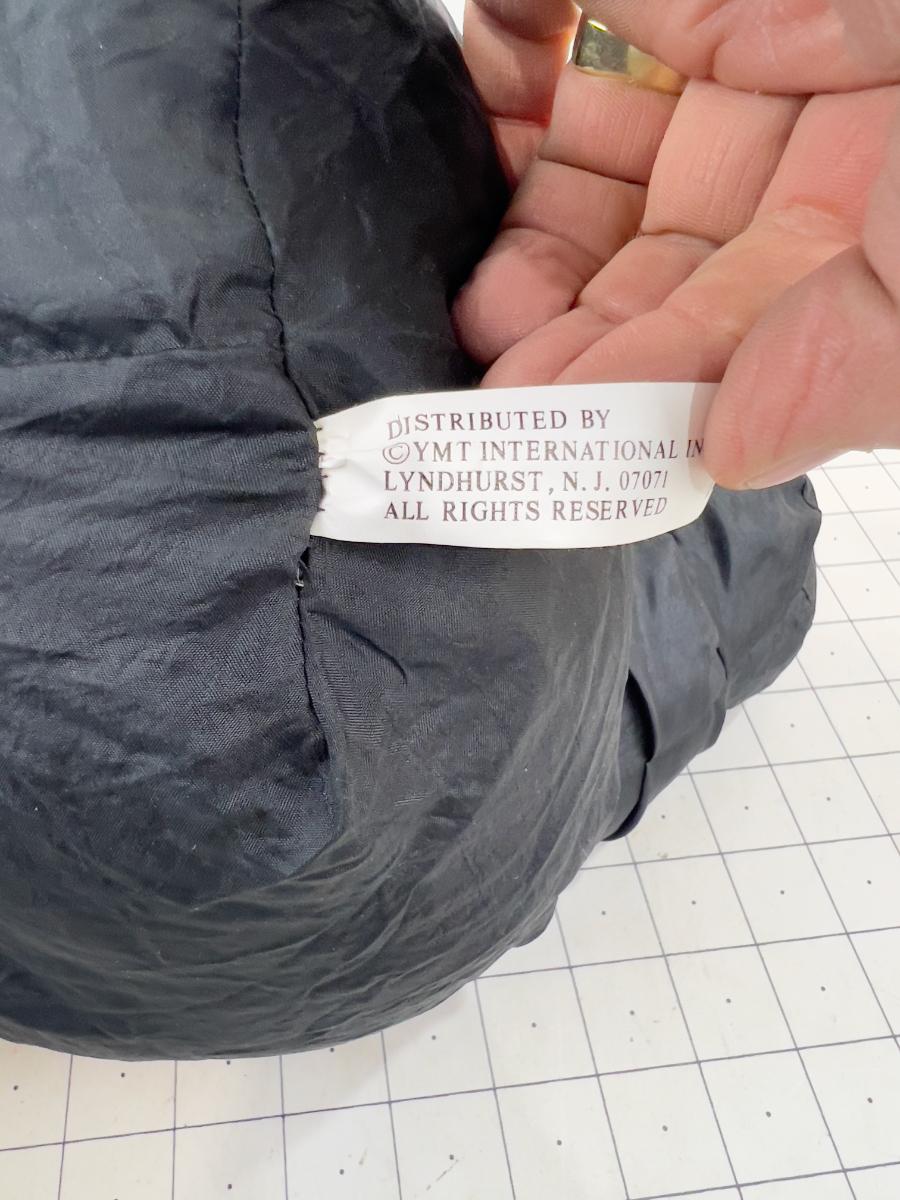 DISTRIBUTED BY
©YMT INTERNATIONAL IN
LYNDHURST, N.J. 07071
ALL RIGHTS RESERVED